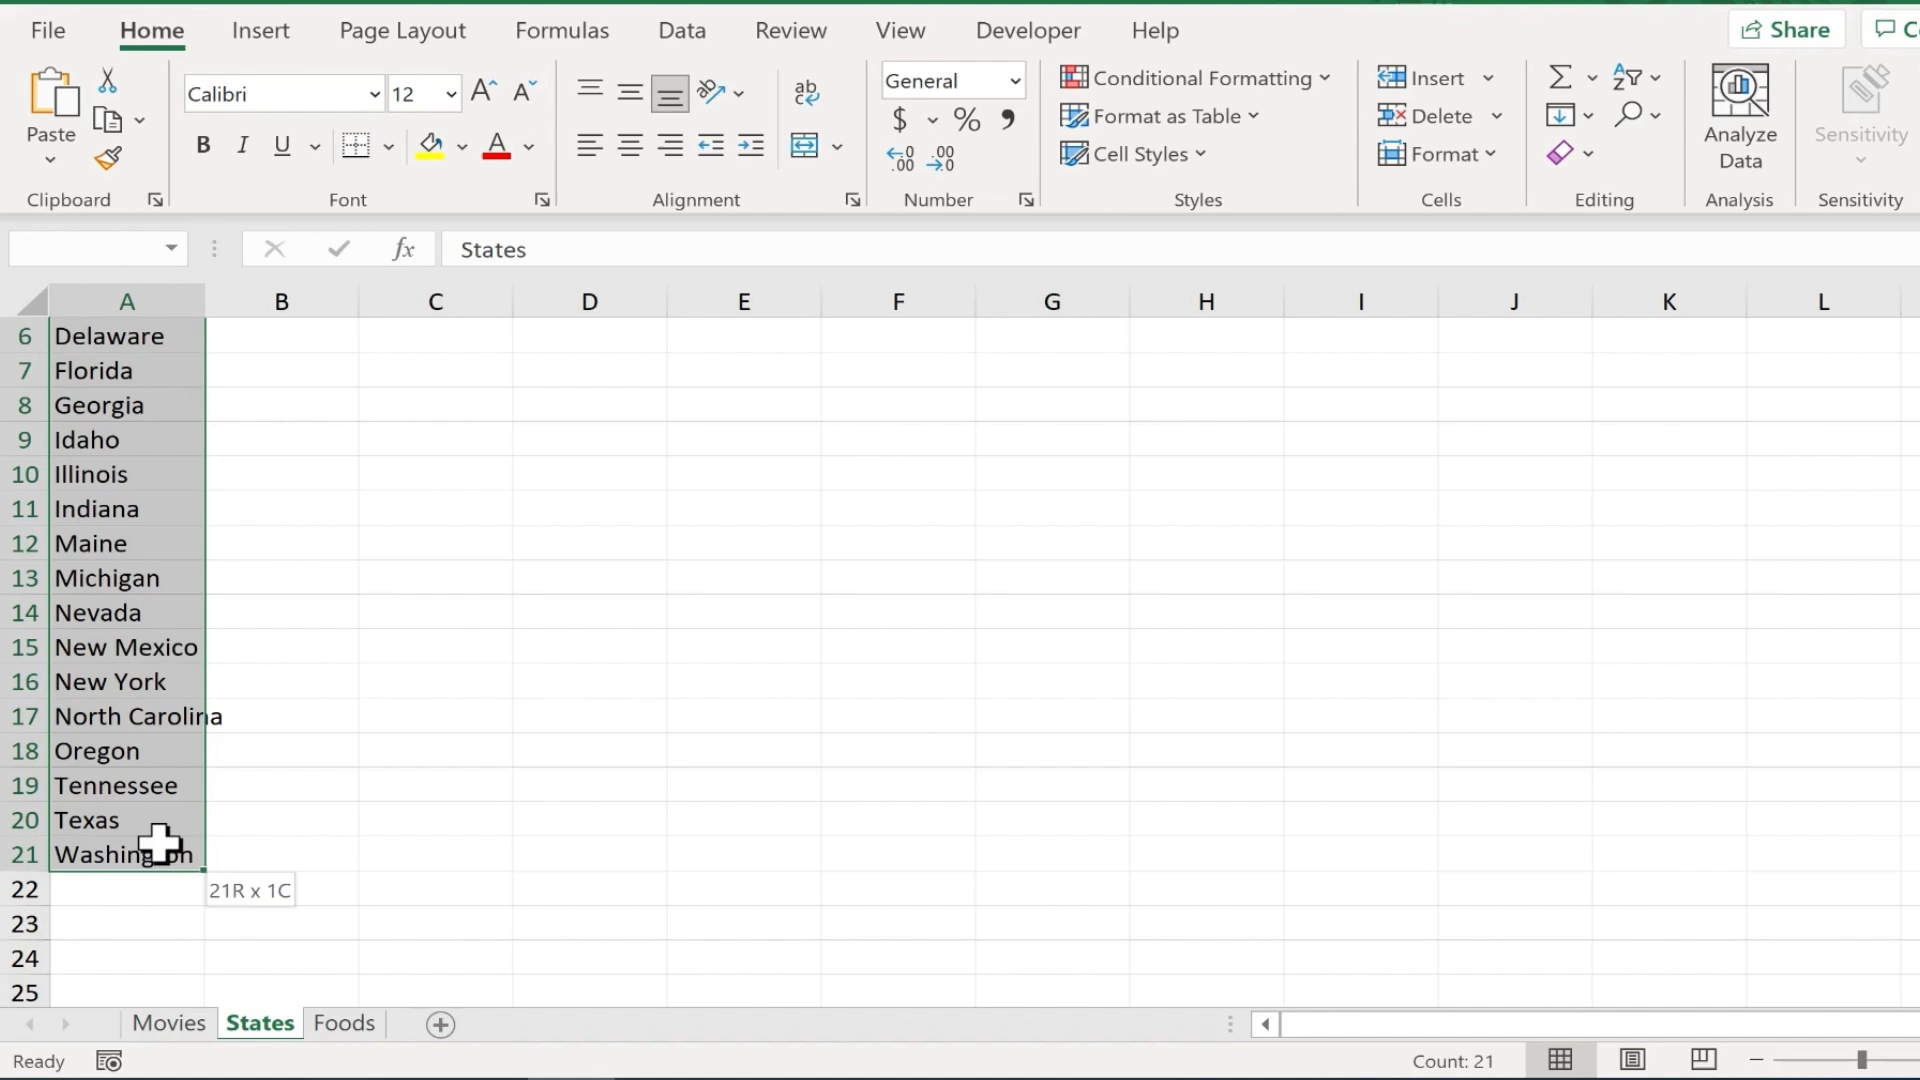 File Home Insert Page Layout Formulas Data Review View Developer Help Share C
Calibri 12 General Conditional Formatting Insert
Paste $ % Format as Table Delete Analyze Data Sensitivity
B I U A .00 .00 Cell Styles Format
Clipboard Font Alignment Number Styles Cells Editing Analysis Sensitivity
fx States
A B C D E F G H I J K L
6 Delaware
7 Florida
8 Georgia
9 Idaho
10 Illinois
11 Indiana
12 Maine
13 Michigan
14 Nevada
15 New Mexico
16 New York
17 North Carolina
18 Oregon
19 Tennessee
20 Texas
21 Washington
22 21R x 1C
23
24
25
Movies States Foods
Ready Count: 21